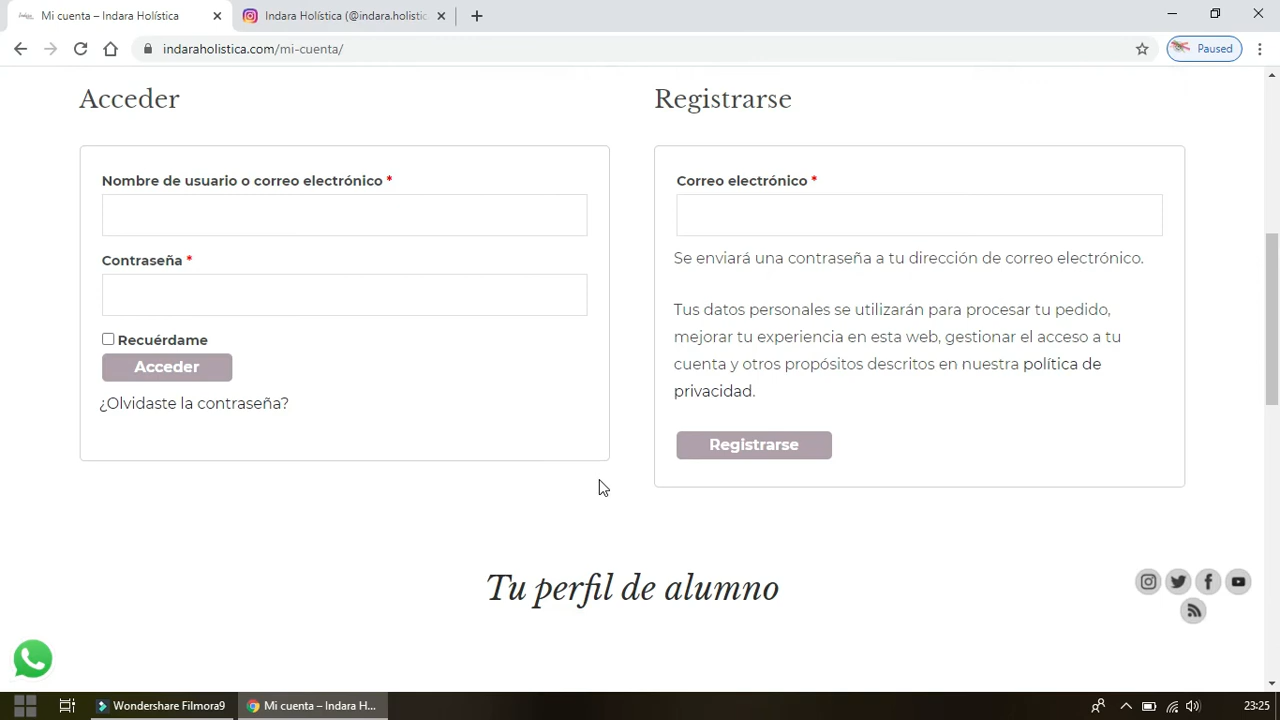 Mi cuenta – Indara Holística
Indara Holística (@indara.holistic
indaraholistica.com/mi-cuenta/
Paused
Acceder
Registrarse
Nombre de usuario o correo electrónico *
Contraseña *
Recuérdame
Acceder
¿Olvidaste la contraseña?
Correo electrónico *
Se enviará una contraseña a tu dirección de correo electrónico.
Tus datos personales se utilizarán para procesar tu pedido,
mejorar tu experiencia en esta web, gestionar el acceso a tu
cuenta y otros propósitos descritos en nuestra política de
privacidad.
Registrarse
Tu perfil de alumno
Wondershare Filmora9
Mi cuenta – Indara H...
23:25